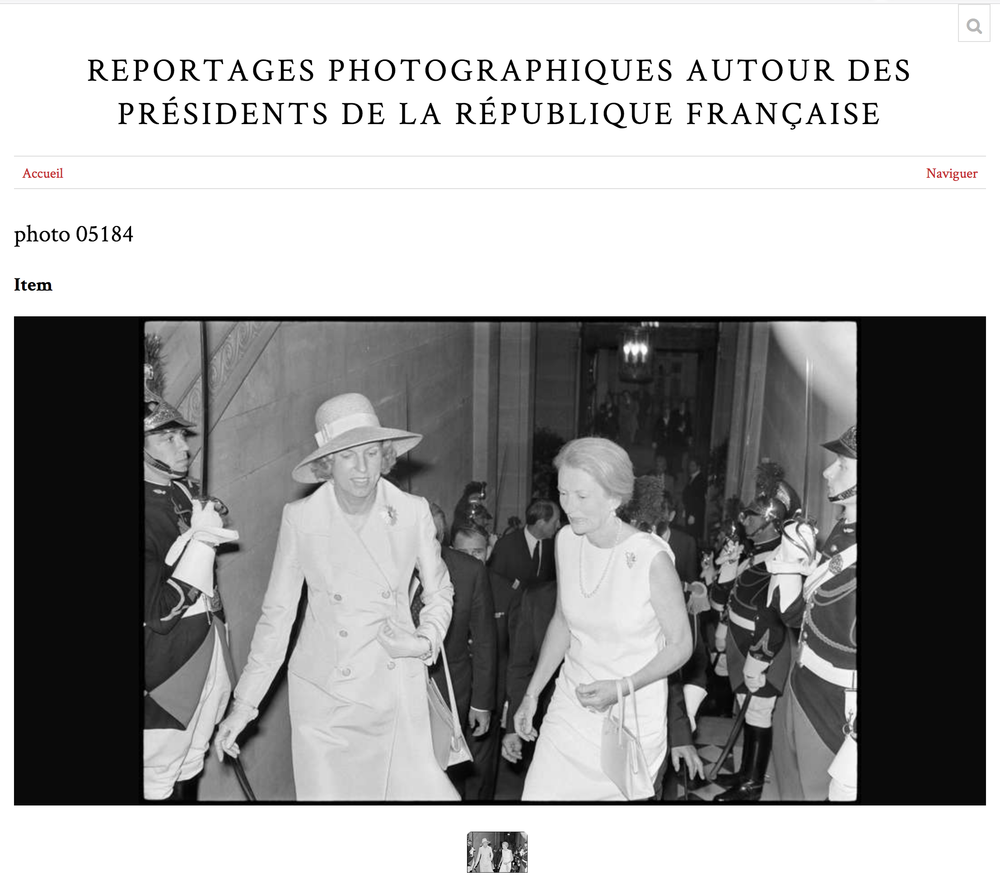 REPORTAGES PHOTOGRAPHIQUES AUTOUR DES
PRÉSIDENTS DE LA RÉPUBLIQUE FRANÇAISE
Accueil
Naviguer
photo 05184
Item